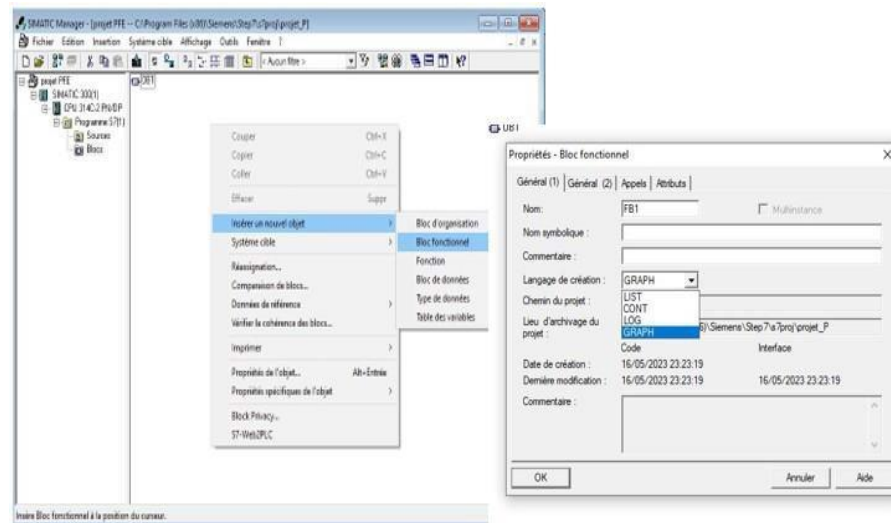 SIMATIC Manager - [projet PFE -- C:\Program Files (x86)\Siemens\Step7\s7proj\projet_P]
Fichier Edition Insertion Système cible Affichage Outils Fenêtre ?
< Aucun filtre >
projet PFE
SIMATIC 300(1)
CPU 314C-2 PN/DP
Programme S7(1)
Sources
Blocs
OB1
Couper Ctrl+X
Copier Ctrl+C
Coller Ctrl+V
Effacer Suppr
Insérer un nouvel objet >
Système cible >
Réassignation...
Comparaison de blocs...
Données de référence >
Vérifier la cohérence des blocs...
Imprimer >
Propriétés de l'objet... Alt+Entrée
Propriétés spécifiques de l'objet >
Block Privacy...
S7-Web2PLC
Bloc d'organisation
Bloc fonctionnel
Fonction
Bloc de données
Type de données
Table des variables
Insère Bloc fonctionnel à la position du curseur.
OB1
Propriétés - Bloc fonctionnel X
Général (1) Général (2) Appels Attributs
Nom: FB1 Multiinstance
Nom symbolique :
Commentaire :
Langage de création : GRAPH
LIST
CONT
LOG
GRAPH
Chemin du projet :
Lieu d'archivage du projet : 6)\Siemens\Step7\s7proj\projet_P
Code Interface
Date de création : 16/05/2023 23:23:19
Dernière modification : 16/05/2023 23:23:19 16/05/2023 23:23:19
Commentaire :
OK Annuler Aide